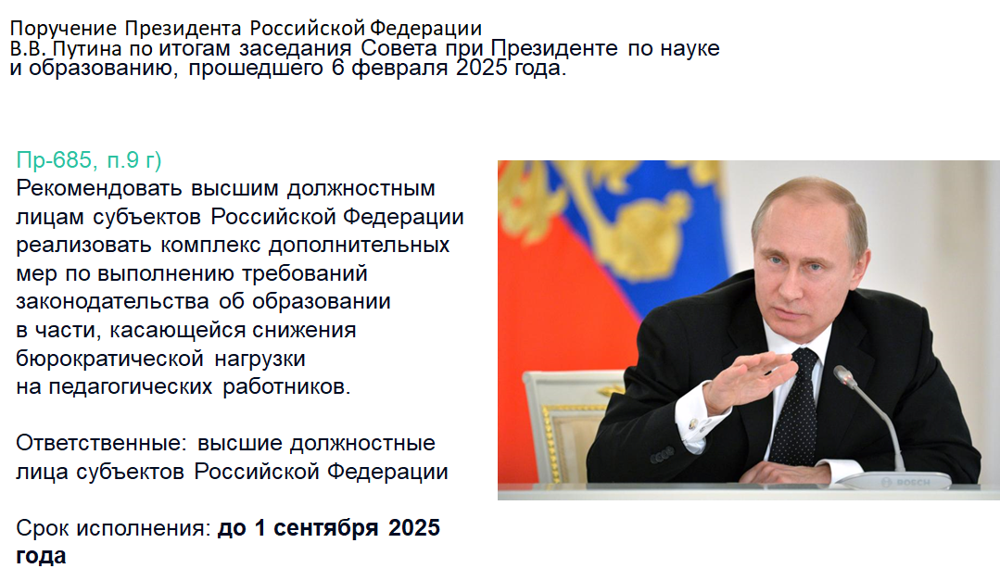 Поручение Президента Российской Федерации
В.В. Путина по итогам заседания Совета при Президенте по науке
и образованию, прошедшего 6 февраля 2025 года.
Пр-685, п.9 г)
Рекомендовать высшим должностным
лицам субъектов Российской Федерации
реализовать комплекс дополнительных
мер по выполнению требований
законодательства об образовании
в части, касающейся снижения
бюрократической нагрузки
на педагогических работников.
Ответственные: высшие должностные
лица субъектов Российской Федерации
Срок исполнения: до 1 сентября 2025
года
BOSCH